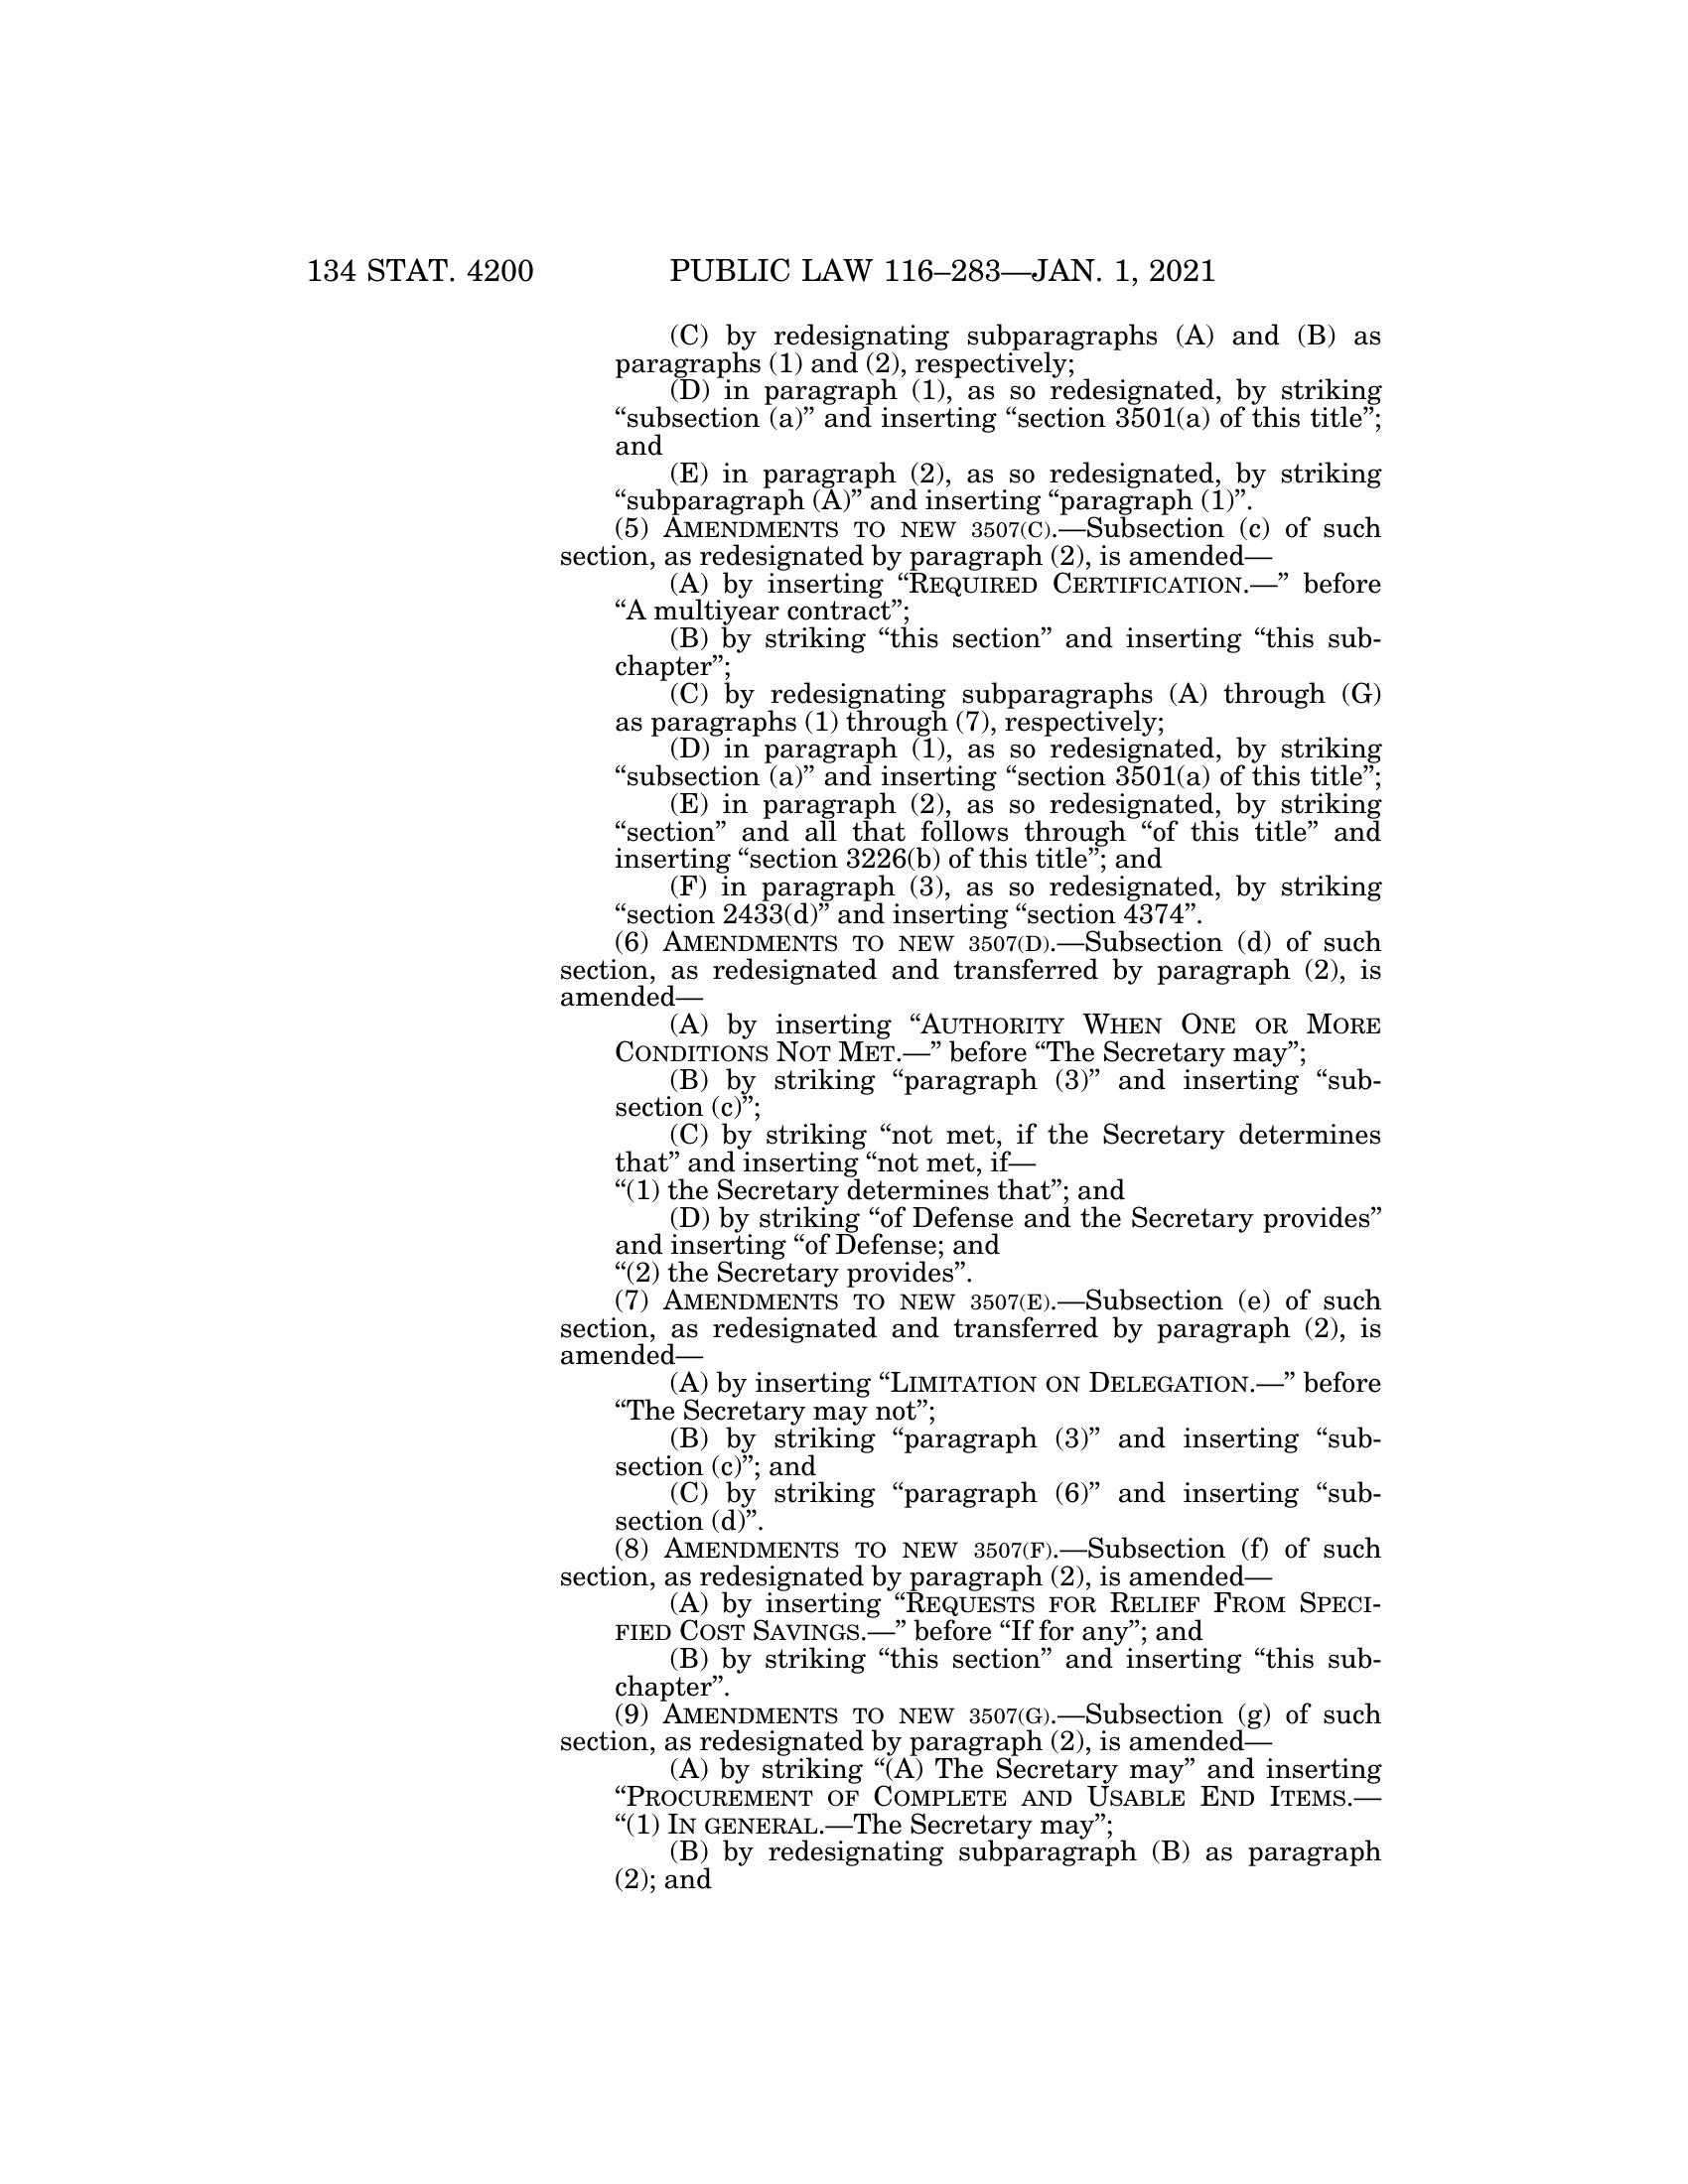 134 STAT. 4200 PUBLIC LAW 116–283—JAN. 1, 2021
(C) by redesignating subparagraphs (A) and (B) as
paragraphs (1) and (2), respectively;
(D) in paragraph (1), as so redesignated, by striking
“subsection (a)” and inserting “section 3501(a) of this title”;
and
(E) in paragraph (2), as so redesignated, by striking
“subparagraph (A)” and inserting “paragraph (1)”.
(5) AMENDMENTS TO NEW 3507(C).—Subsection (c) of such
section, as redesignated by paragraph (2), is amended—
(A) by inserting “REQUIRED CERTIFICATION.—” before
“A multiyear contract”;
(B) by striking “this section” and inserting “this sub-
chapter”;
(C) by redesignating subparagraphs (A) through (G)
as paragraphs (1) through (7), respectively;
(D) in paragraph (1), as so redesignated, by striking
“subsection (a)” and inserting “section 3501(a) of this title”;
(E) in paragraph (2), as so redesignated, by striking
“section” and all that follows through “of this title” and
inserting “section 3226(b) of this title”; and
(F) in paragraph (3), as so redesignated, by striking
“section 2433(d)” and inserting “section 4374”.
(6) AMENDMENTS TO NEW 3507(D).—Subsection (d) of such
section, as redesignated and transferred by paragraph (2), is
amended—
(A) by inserting “AUTHORITY WHEN ONE OR MORE
CONDITIONS NOT MET.—” before “The Secretary may”;
(B) by striking “paragraph (3)” and inserting “sub-
section (c)”;
(C) by striking “not met, if the Secretary determines
that” and inserting “not met, if—
“(1) the Secretary determines that”; and
(D) by striking “of Defense and the Secretary provides”
and inserting “of Defense; and
“(2) the Secretary provides”.
(7) AMENDMENTS TO NEW 3507(E).—Subsection (e) of such
section, as redesignated and transferred by paragraph (2), is
amended—
(A) by inserting “LIMITATION ON DELEGATION.—” before
“The Secretary may not”;
(B) by striking “paragraph (3)” and inserting “sub-
section (c)”; and
(C) by striking “paragraph (6)” and inserting “sub-
section (d)”.
(8) AMENDMENTS TO NEW 3507(F).—Subsection (f) of such
section, as redesignated by paragraph (2), is amended—
(A) by inserting “REQUESTS FOR RELIEF FROM SPECI-
FIED COST SAVINGS.—” before “If for any”; and
(B) by striking “this section” and inserting “this sub-
chapter”.
(9) AMENDMENTS TO NEW 3507(G).—Subsection (g) of such
section, as redesignated by paragraph (2), is amended—
(A) by striking “(A) The Secretary may” and inserting
“PROCUREMENT OF COMPLETE AND USABLE END ITEMS.—
“(1) IN GENERAL.—The Secretary may”;
(B) by redesignating subparagraph (B) as paragraph
(2); and